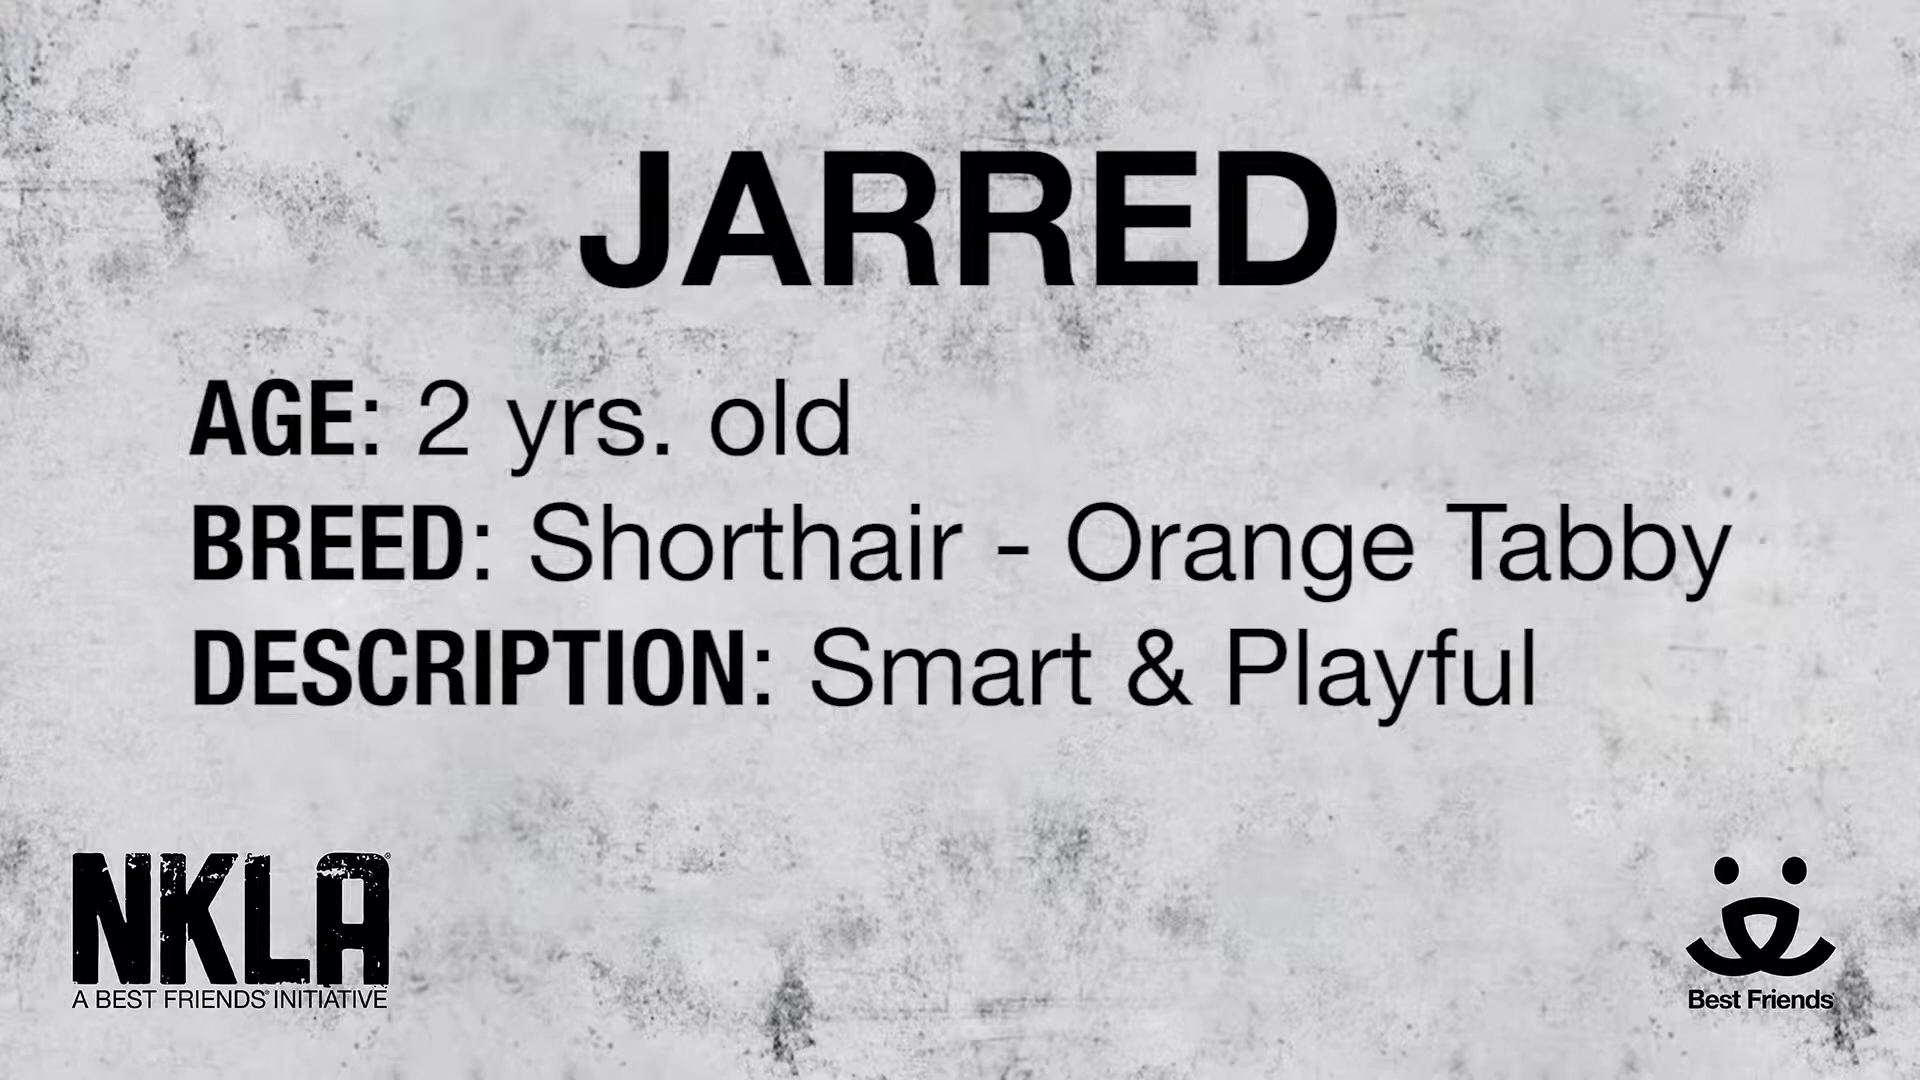 JARRED
AGE: 2 yrs. old
BREED: Shorthair - Orange Tabby
DESCRIPTION: Smart & Playful
NKLA®
A BEST FRIENDS® INITIATIVE
Best Friends